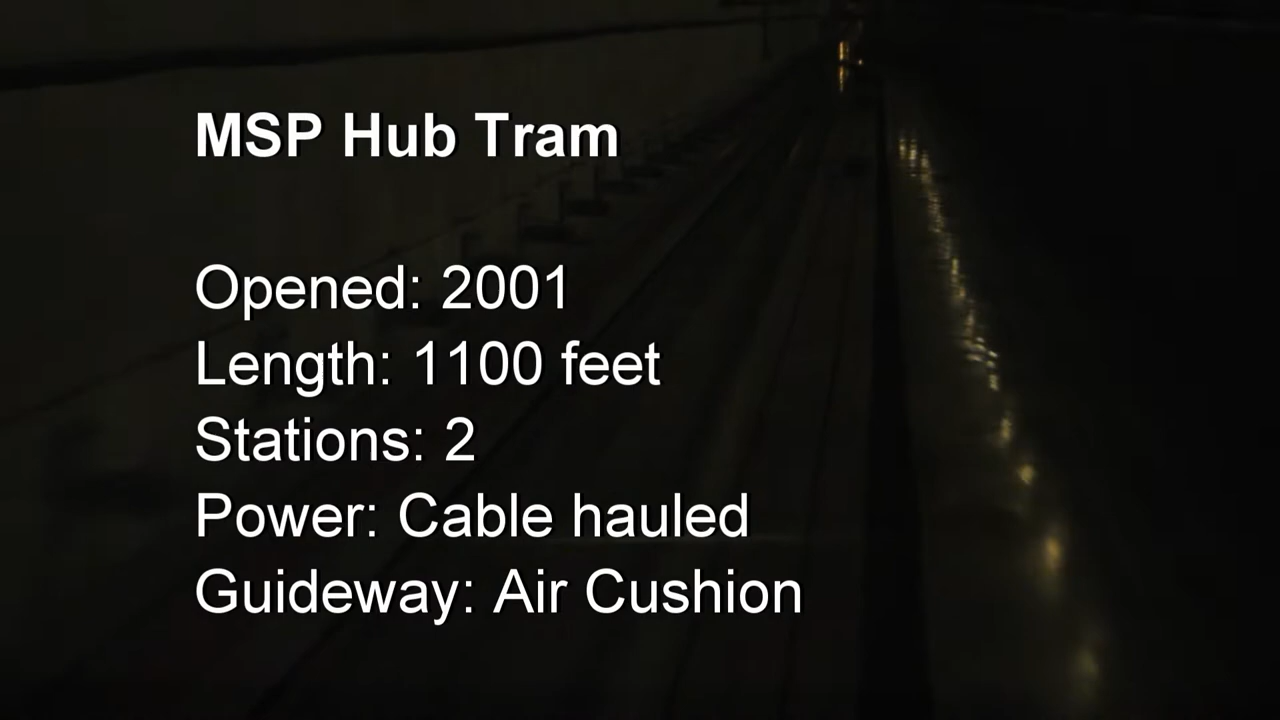 MSP Hub Tram
Opened: 2001
Length: 1100 feet
Stations: 2
Power: Cable hauled
Guideway: Air Cushion